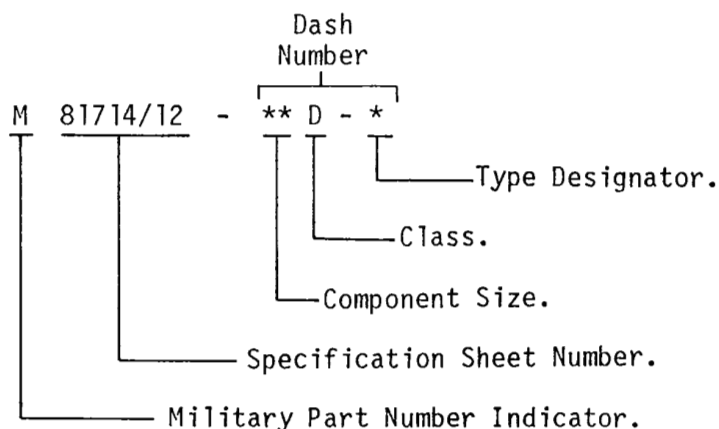 Dash
Number
M 81714/12 - ** D - *
Type Designator.
Class.
Component Size.
Specification Sheet Number.
Military Part Number Indicator.